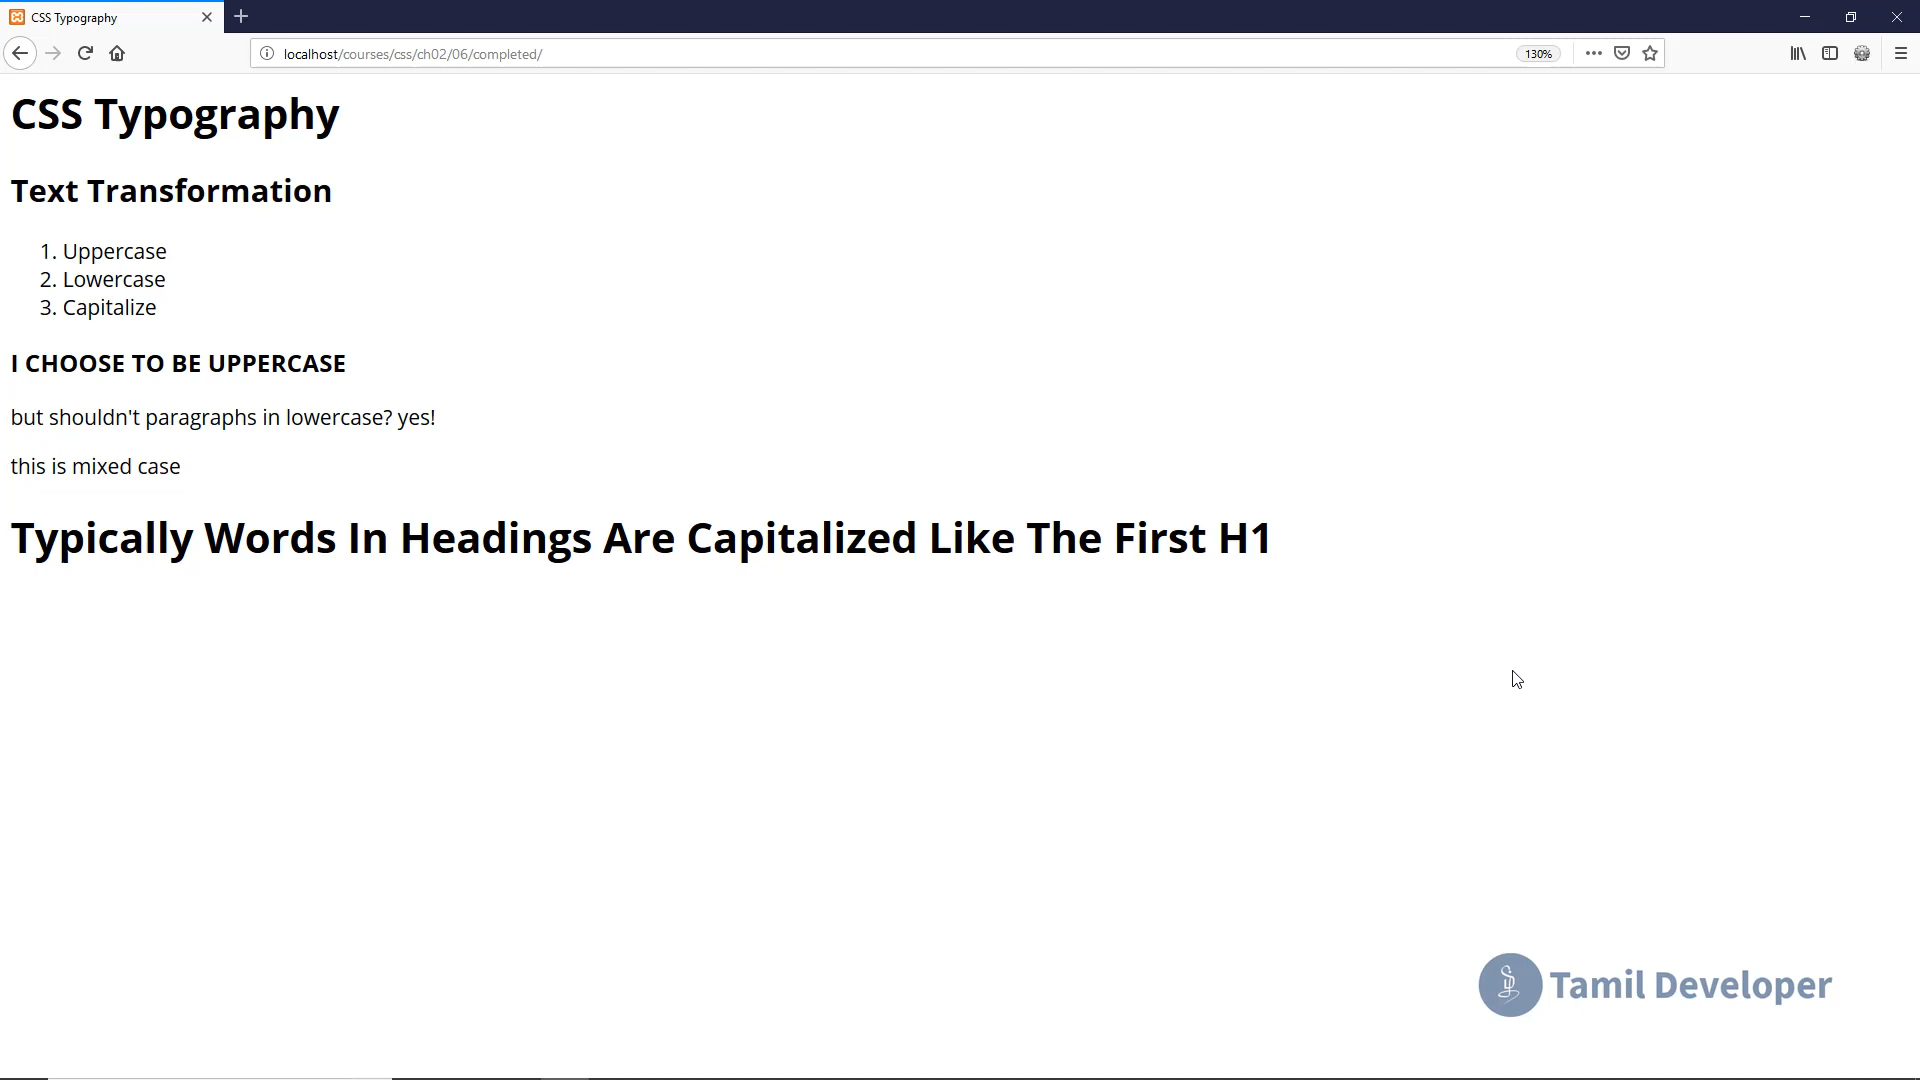 CSS Typography
localhost/courses/css/ch02/06/completed/
130%
CSS Typography
Text Transformation
1. Uppercase
2. Lowercase
3. Capitalize
I CHOOSE TO BE UPPERCASE
but shouldn't paragraphs in lowercase? yes!
this is mixed case
Typically Words In Headings Are Capitalized Like The First H1
Tamil Developer